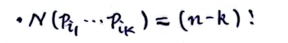 • N(P_{i_1} ... P_{i_k}) = (n-k)!